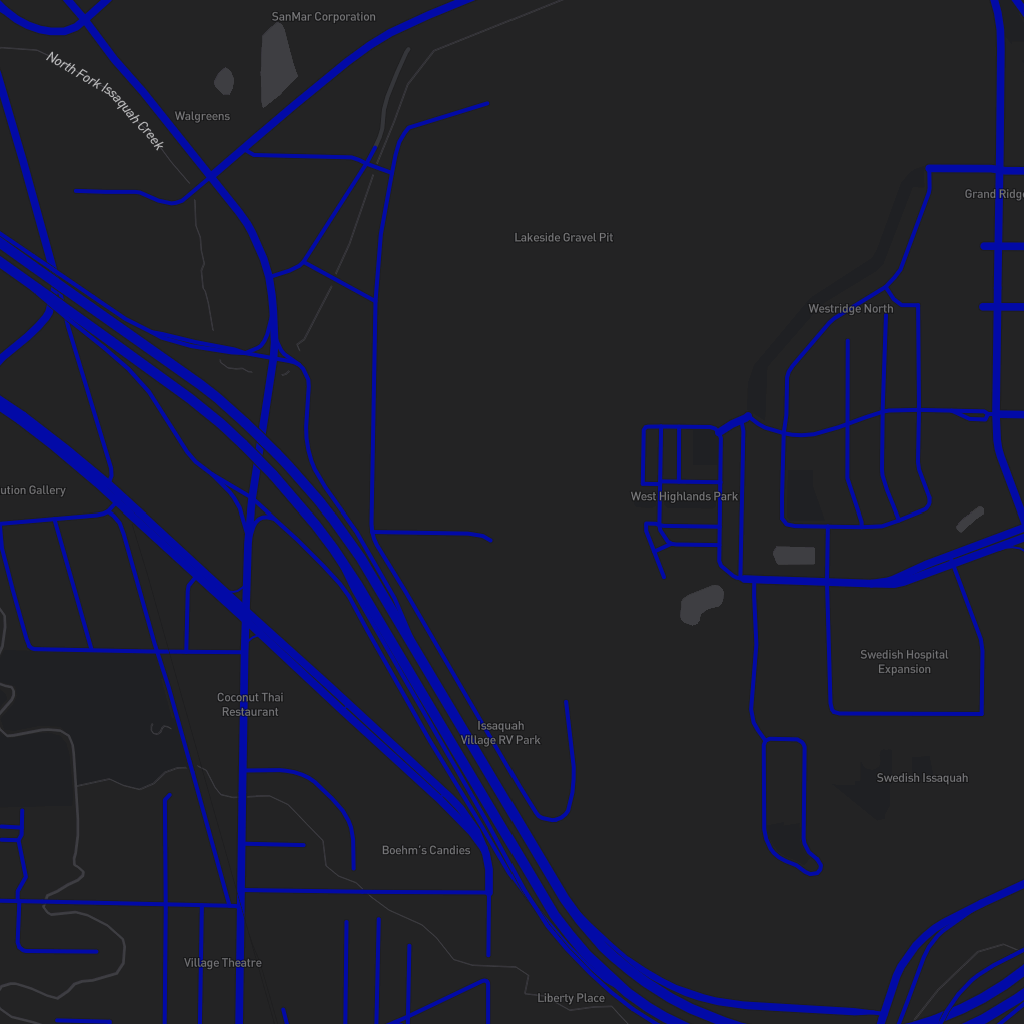 SanMar Corporation
North Fork Issaquah Creek
Walgreens
Grand Ridge
Lakeside Gravel Pit
Westridge North
ution Gallery
West Highlands Park
Swedish Hospital
Expansion
Coconut Thai
Restaurant
Issaquah
Village RV Park
Swedish Issaquah
Boehm's Candies
Village Theatre
Liberty Place